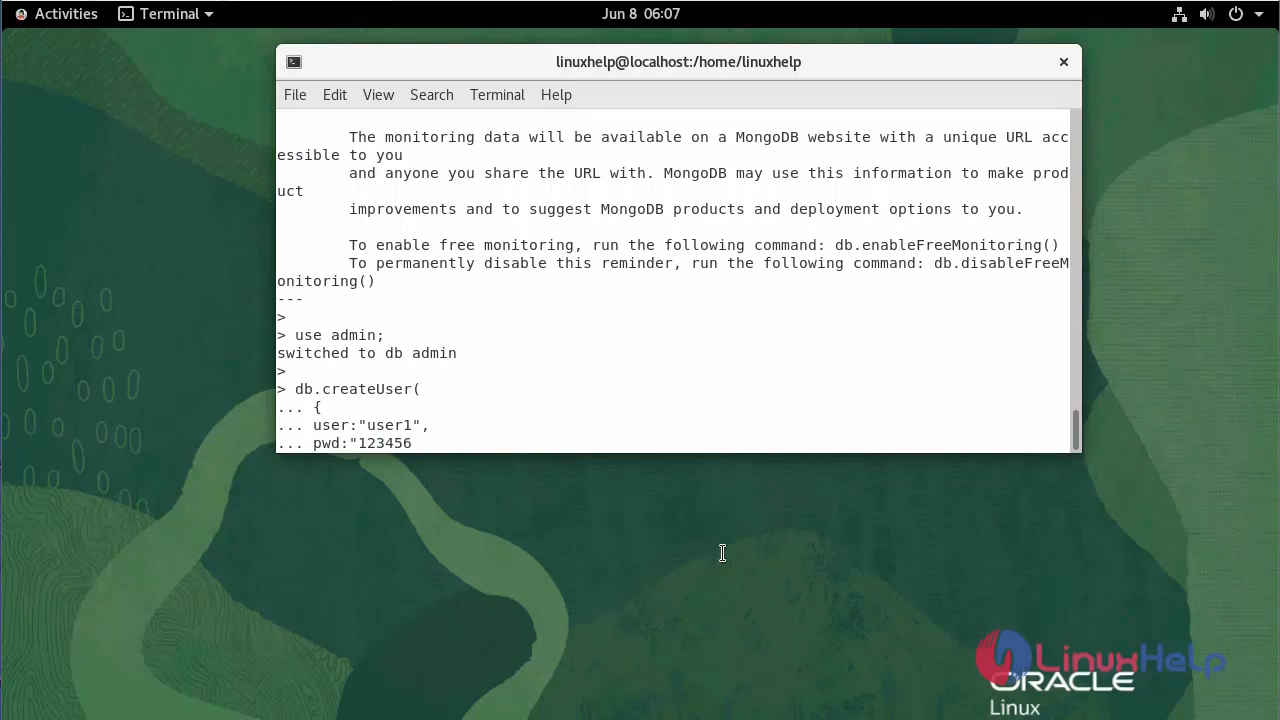 Activities Terminal Jun 8 06:07
linuxhelp@localhost:/home/linuxhelp
File Edit View Search Terminal Help
The monitoring data will be available on a MongoDB website with a unique URL acc
essible to you
and anyone you share the URL with. MongoDB may use this information to make prod
uct
improvements and to suggest MongoDB products and deployment options to you.
To enable free monitoring, run the following command: db.enableFreeMonitoring()
To permanently disable this reminder, run the following command: db.disableFreeM
onitoring()
---
>
> use admin;
switched to db admin
>
> db.createUser(
... {
... user:"user1",
... pwd:"123456
LinuxHelp
ORACLE
Linux